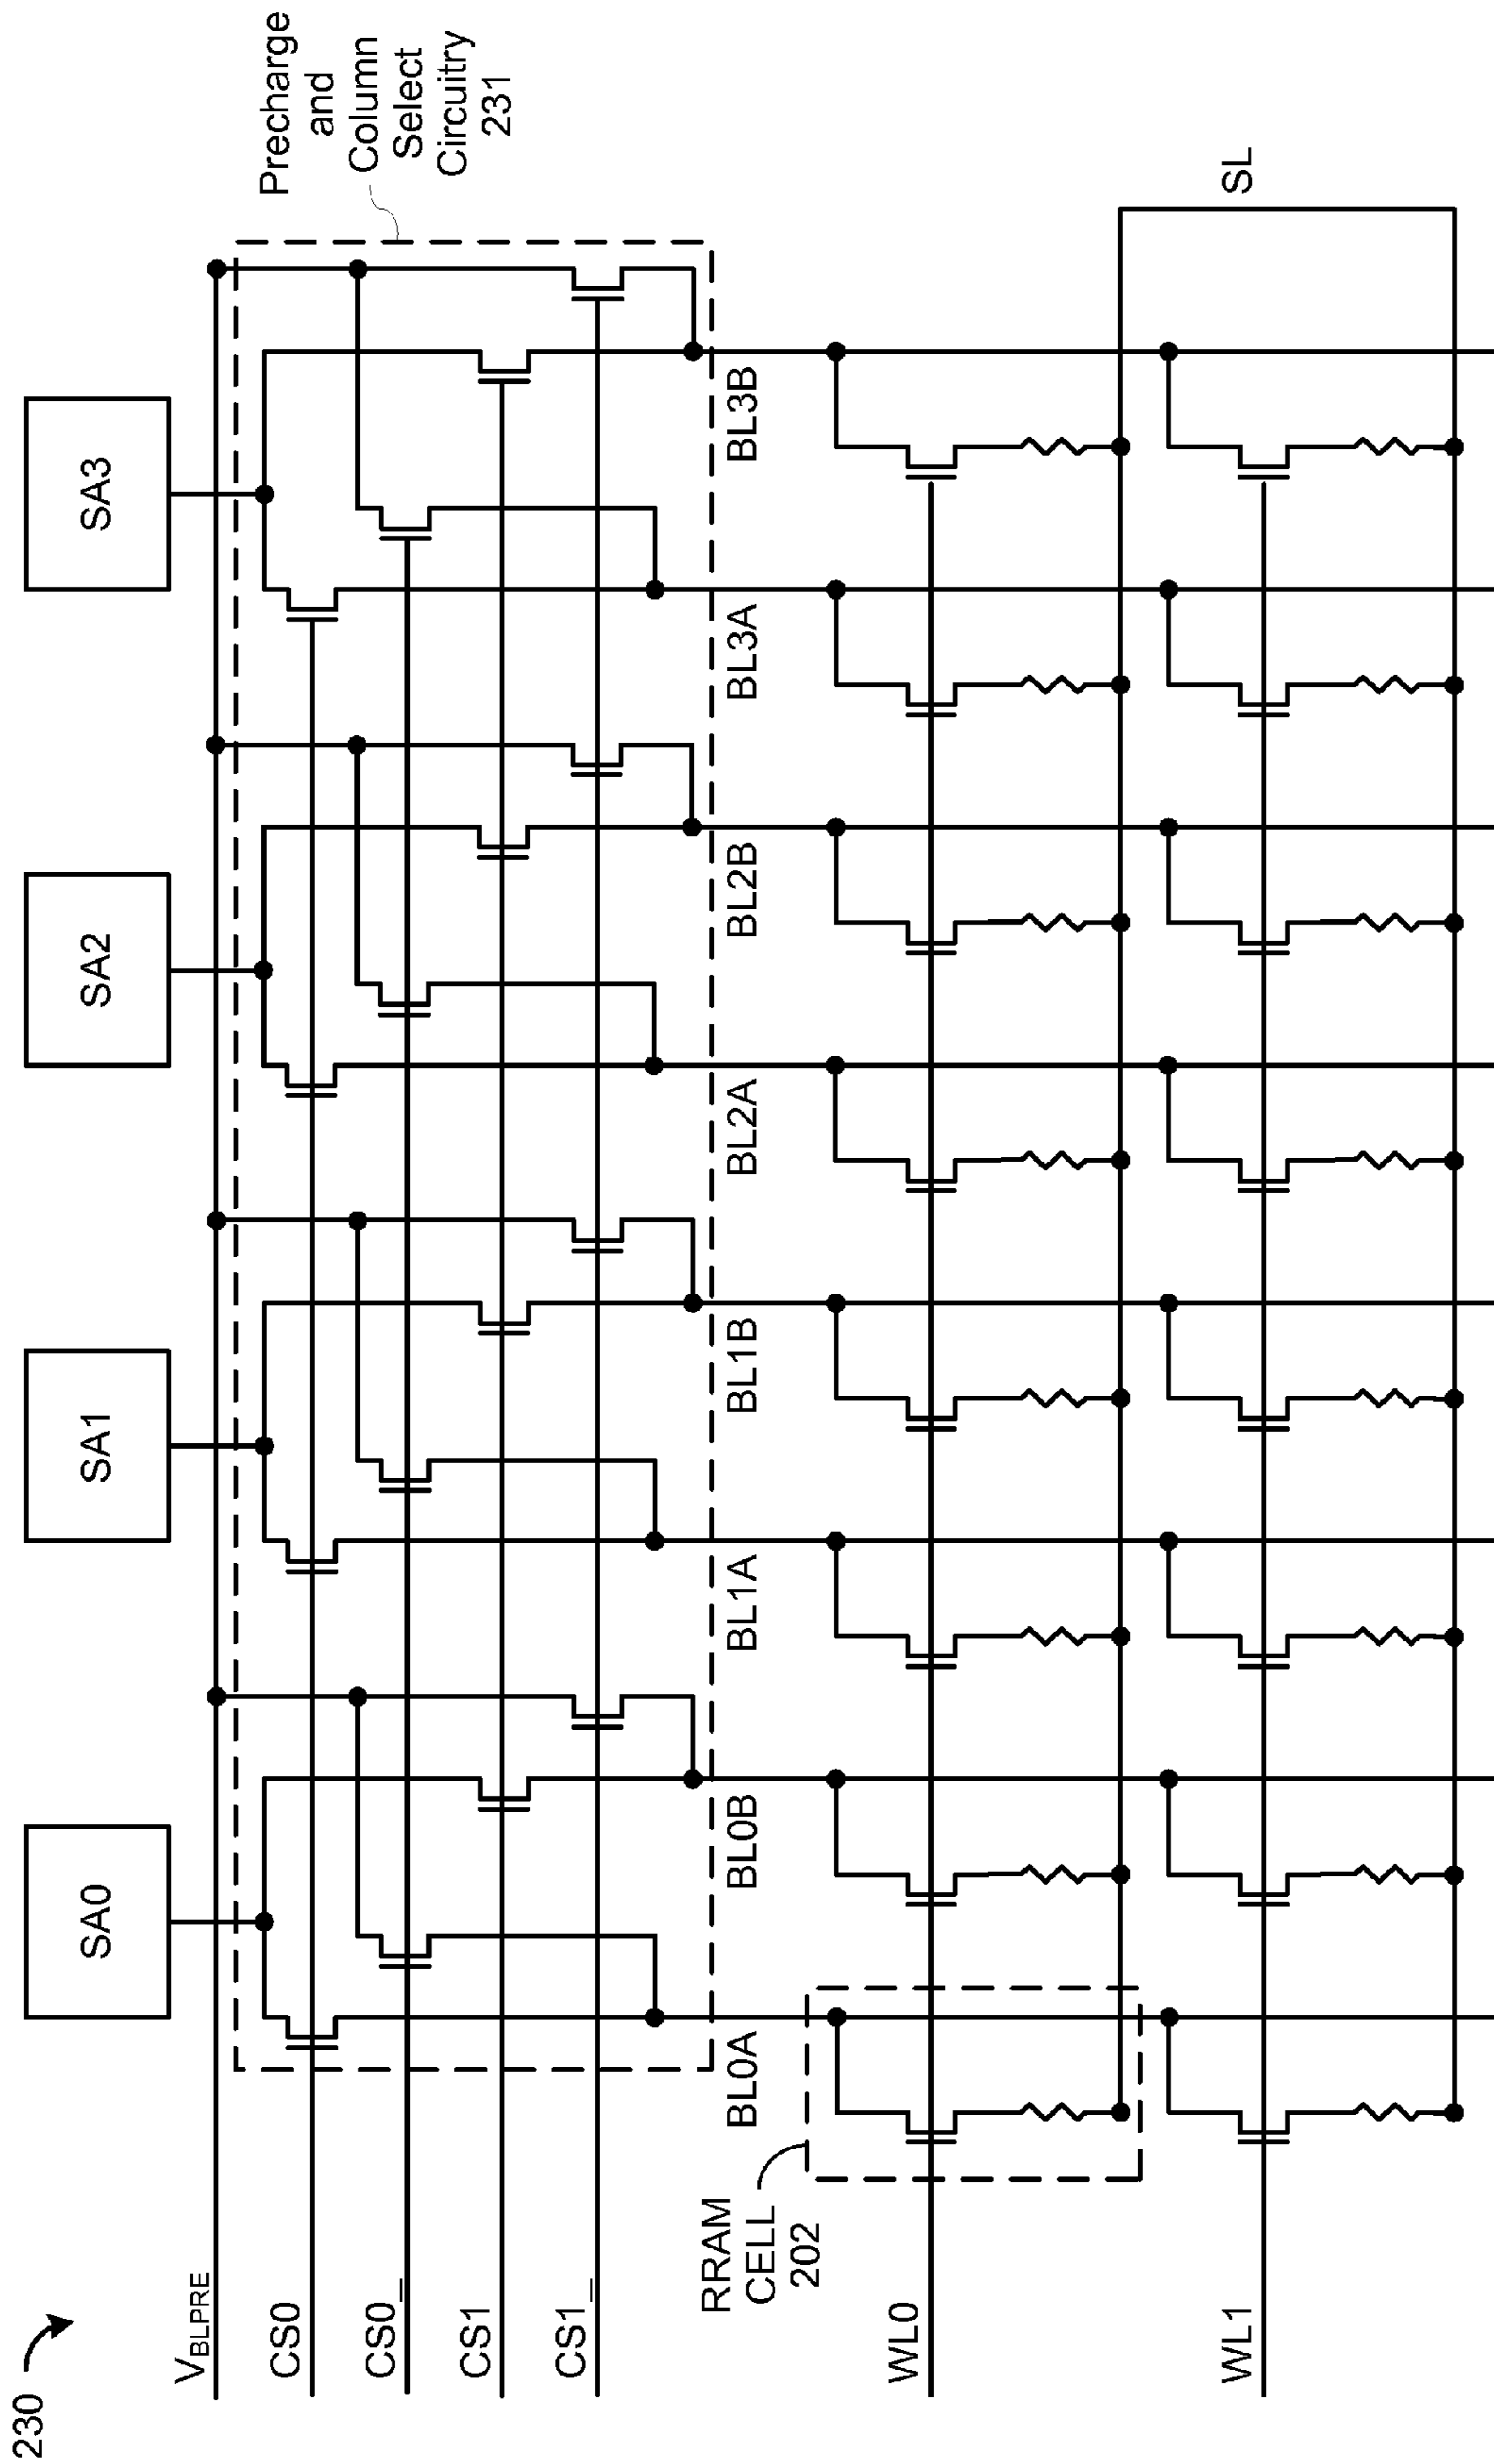 230
SA0
SA1
SA2
SA3
Precharge
and
Column
Select
Circuitry
231
VBLPRE
CS0
CS0_
CS1
CS1_
BL0A
BL0B
BL1A
BL1B
BL2A
BL2B
BL3A
BL3B
RRAM
CELL
202
WL0
WL1
SL